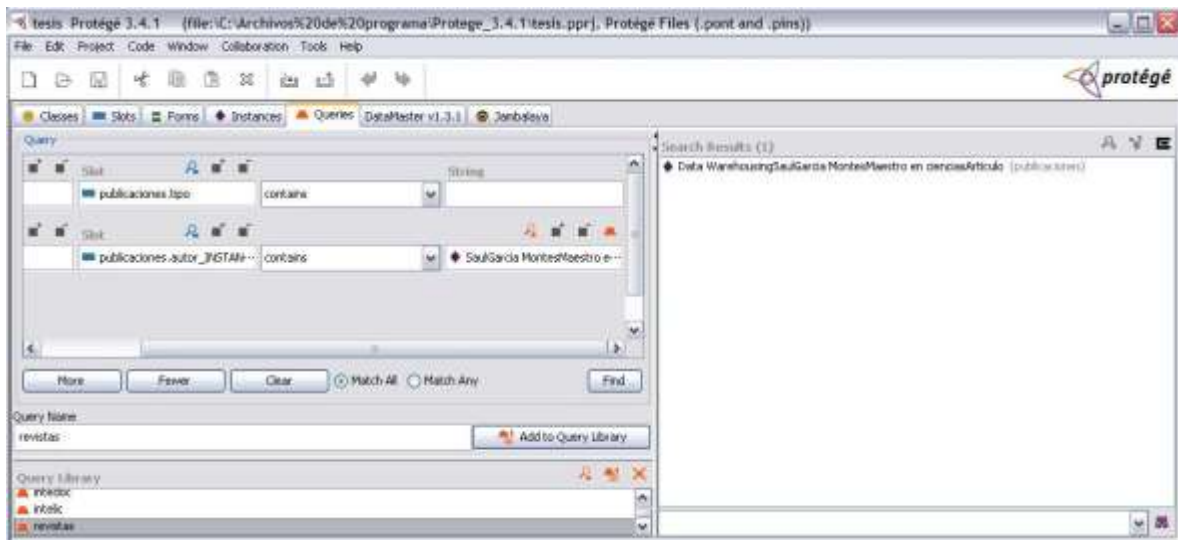 tesis Protégé 3.4.1 (file:\C:\Archivos%20de%20programa\Protege_3.4.1\tesis.pprj, Protégé Files (.pont and .pins))
File Edit Project Code Window Collaboration Tools Help
protégé
Classes Slots Forms Instances Queries DataMaster v1.3.1 Jambalaya
Query
Slot String
publicaciones.tipo contains
Slot
publicaciones.autor_INSTAN... contains SaulGarcia MontesMaestro e...
More Fewer Clear Match All Match Any Find
Query Name
revistas Add to Query Library
Query Library
intedoc
intelic
revistas
Search Results (1)
Data WarehousingSaulGarcia MontesMaestro en cienciasArticulo (publicaciones)